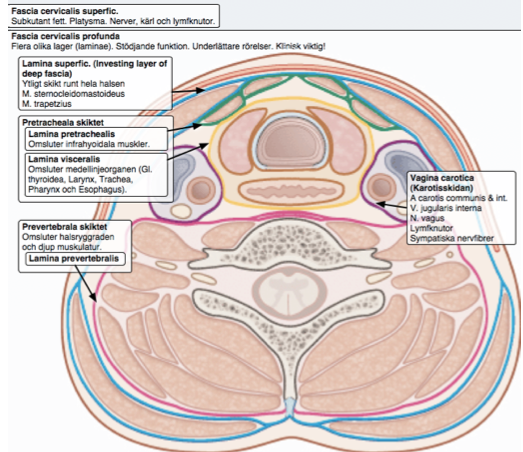 Fascia cervicalis superfic.
Subkutant fett. Platysma. Nerver, kärl och lymfknutor.
Fascia cervicalis profunda
Flera olika lager (laminae). Stödjande funktion. Underlättare rörelser. Klinisk viktig!
Lamina superfic. (Investing layer of
deep fascia)
Ytligt skikt runt hela halsen
M. sternocleidomastoideus
M. trapetzius
Pretracheala skiktet
Lamina pretrachealis
Omsluter infrahyoidala muskler.
Lamina visceralis
Omsluter medellinjeorganen (Gl.
thyroidea, Larynx, Trachea,
Pharynx och Esophagus).
Vagina carotica
(Karotisskidan)
A carotis communis & int.
V. jugularis interna
N. vagus
Lymfknutor
Sympatiska nervfibrer
Prevertebrala skiktet
Omsluter halsryggraden
och djup muskulatur.
Lamina prevertebralis